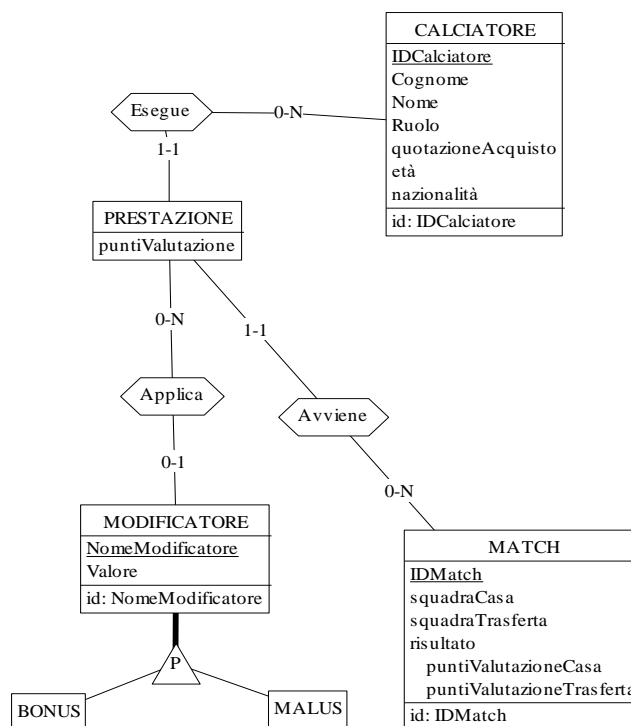 CALCIATORE
IDCalciatore
Cognome
Nome
Ruolo
quotazioneAcquisto
età
nazionalità
id: IDCalciatore
Esegue
0-N
1-1
PRESTAZIONE
puntiValutazione
0-N
1-1
Applica
Avviene
0-1
0-N
MODIFICATORE
NomeModificatore
Valore
id: NomeModificatore
MATCH
IDMatch
squadraCasa
squadraTrasferta
risultato
puntiValutazioneCasa
puntiValutazioneTrasferta
id: IDMatch
P
BONUS
MALUS